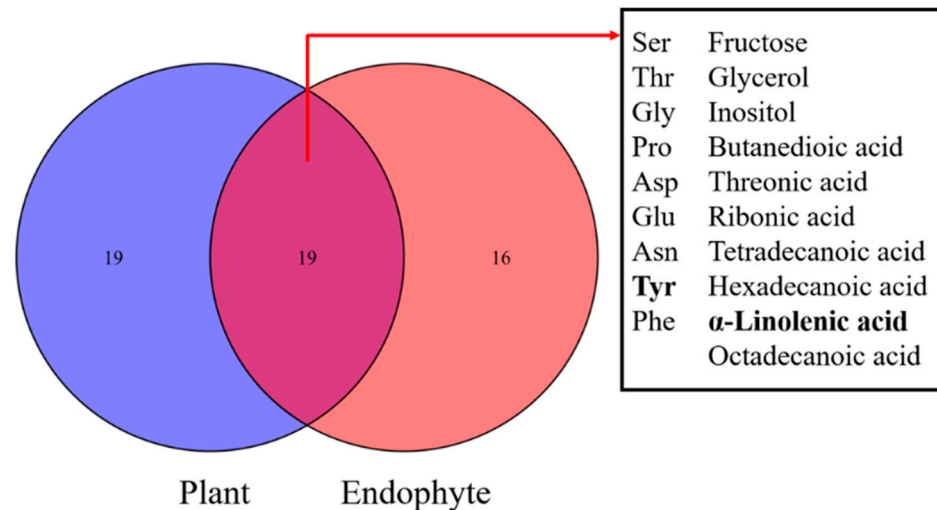 Ser Fructose
Thr Glycerol
Gly Inositol
Pro Butanedioic acid
Asp Threonic acid
Glu Ribonic acid
Asn Tetradecanoic acid
Tyr Hexadecanoic acid
Phe α-Linolenic acid
Octadecanoic acid
19 19 16
Plant Endophyte